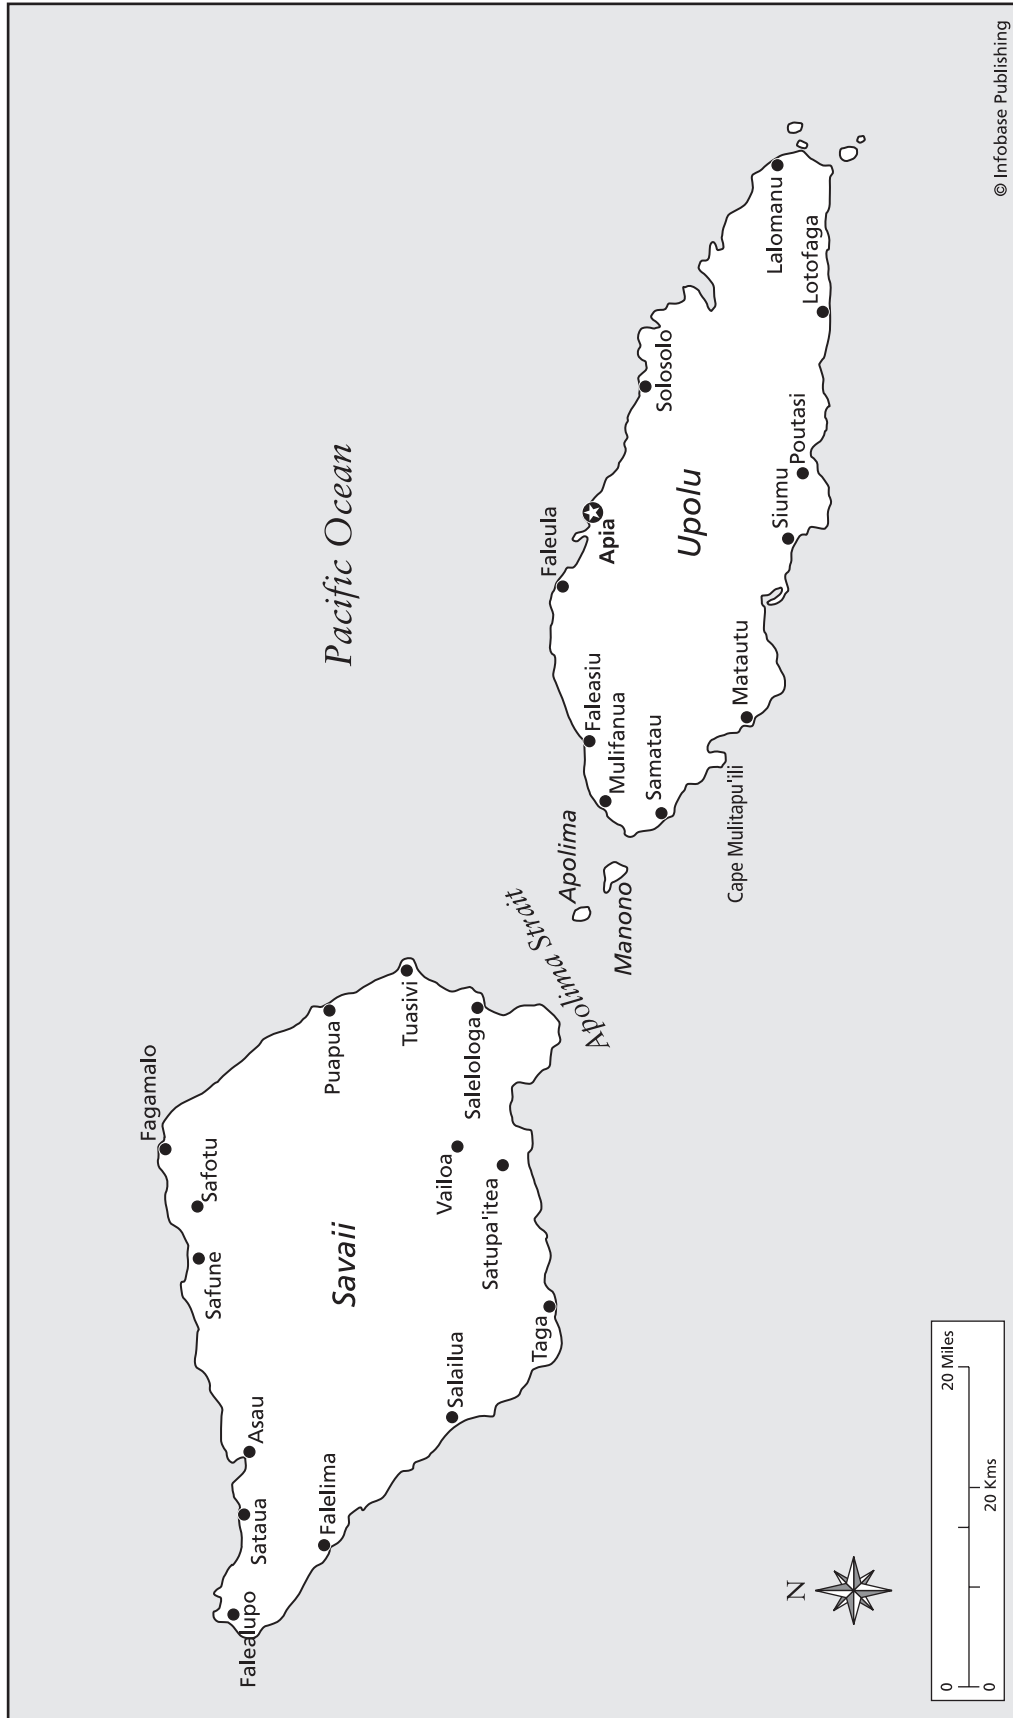 Pacific Ocean
Fagamalo
Safotu
Safune
Asau
Sataua
Falealupo
Falelima
Puapua
Tuasivi
Salelologa
Vailoa
Satupa'itea
Savaii
Salailua
Taga
Apolima Strait
Apolima
Manono
Faleula
Apia
Faleasiu
Mulifanua
Samatau
Upolu
Solosolo
Lalomanu
Lotofaga
Poutasi
Siumu
Matautu
Cape Mulitapu'ili
N
0
20 Miles
0
20 Kms
© Infobase Publishing